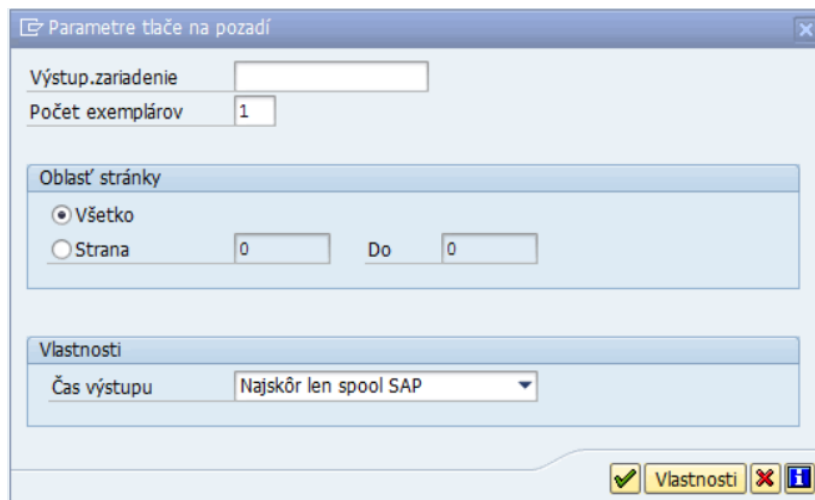 Parametre tlače na pozadí
Výstup.zariadenie
Počet exemplárov 1
Oblasť stránky
Všetko
Strana 0 Do 0
Vlastnosti
Čas výstupu Najskôr len spool SAP
Vlastnosti